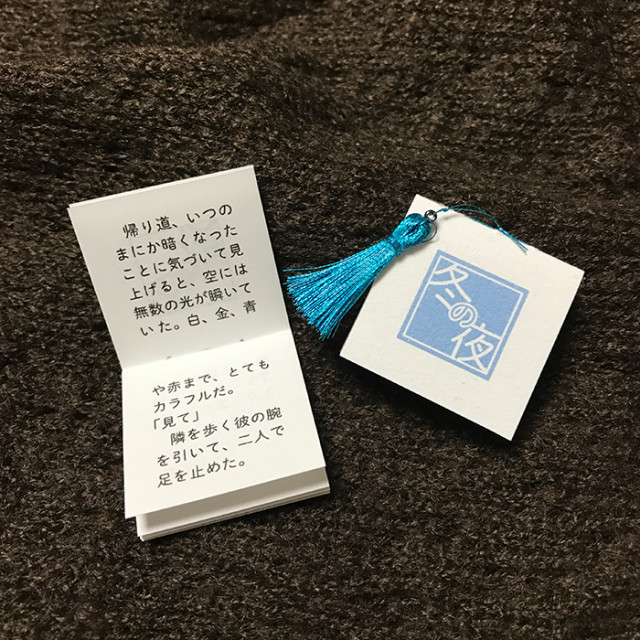 帰り道、いつの
まにか暗くなった
ことに気づいて見
上げると、空には
無数の光が瞬いて
いた。白、金、青
や赤まで、とても
カラフルだ。
「見て」
隣を歩く彼の腕
を引いて、二人で
足を止めた。
冬の夜